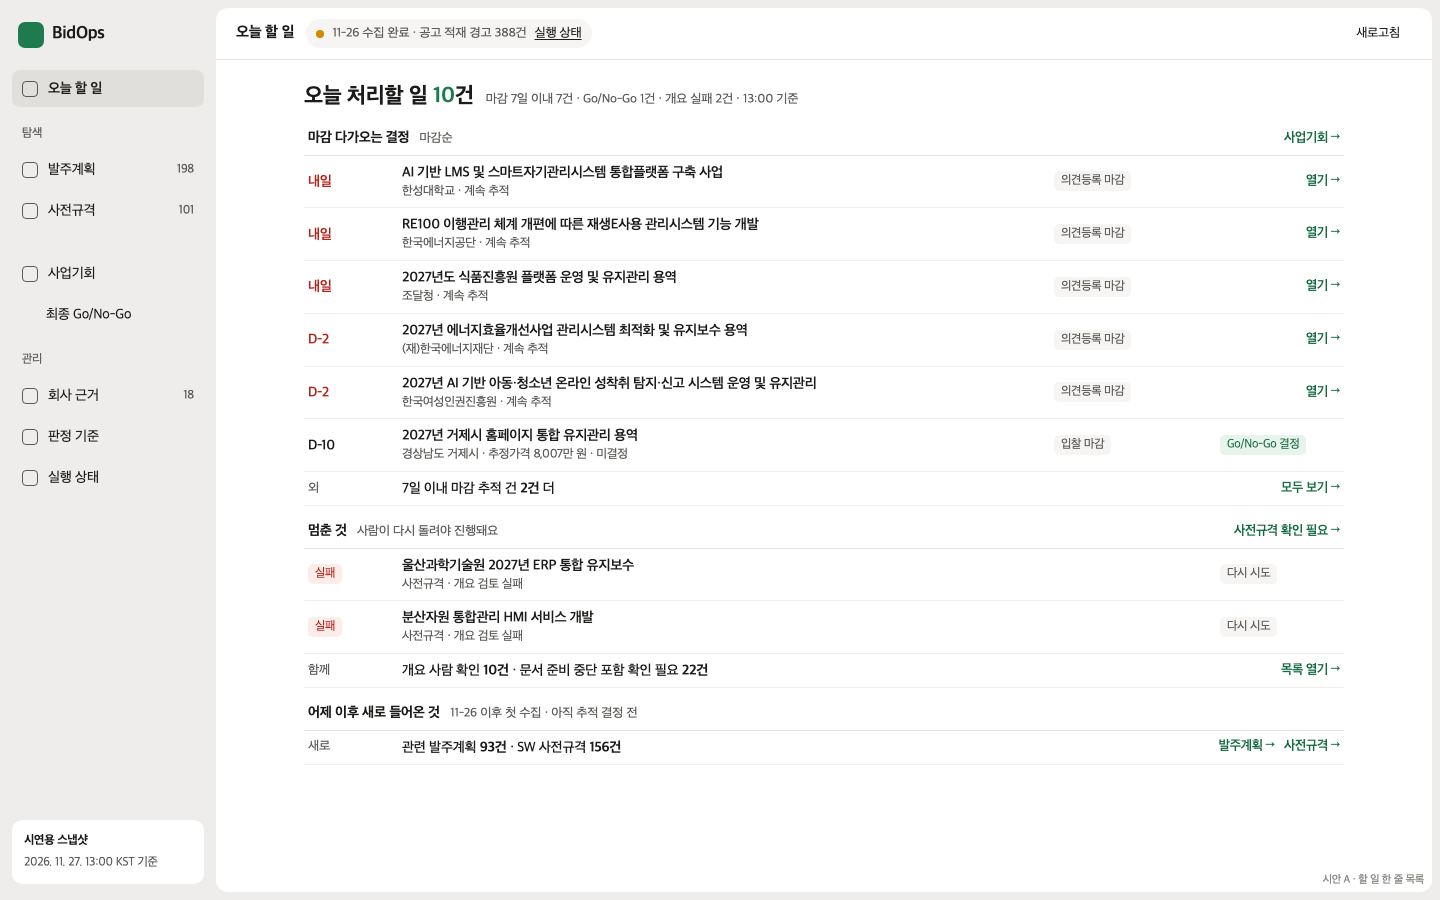 BidOps
오늘 할 일
탐색
발주계획 198
사전규격 101
사업기회
최종 Go/No-Go
관리
회사 근거 18
판정 기준
실행 상태
시연용 스냅샷
2026. 11. 27. 13:00 KST 기준
오늘 할 일 11-26 수집 완료 · 공고 적재 경고 388건 실행 상태 새로고침
오늘 처리할 일 10건 마감 7일 이내 7건 · Go/No-Go 1건 · 개요 실패 2건 · 13:00 기준
마감 다가오는 결정 마감순 사업기회 →
내일 AI 기반 LMS 및 스마트자기관리시스템 통합플랫폼 구축 사업 의견등록 마감 열기 →
한성대학교 · 계속 추적
내일 RE100 이행관리 체계 개편에 따른 재생E사용 관리시스템 기능 개발 의견등록 마감 열기 →
한국에너지공단 · 계속 추적
내일 2027년도 식품진흥원 플랫폼 운영 및 유지관리 용역 의견등록 마감 열기 →
조달청 · 계속 추적
D-2 2027년 에너지효율개선사업 관리시스템 최적화 및 유지보수 용역 의견등록 마감 열기 →
(재)한국에너지재단 · 계속 추적
D-2 2027년 AI 기반 아동·청소년 온라인 성착취 탐지·신고 시스템 운영 및 유지관리 의견등록 마감 열기 →
한국여성인권진흥원 · 계속 추적
D-10 2027년 거제시 홈페이지 통합 유지관리 용역 입찰 마감 Go/No-Go 결정
경상남도 거제시 · 추정가격 8,007만 원 · 미결정
외 7일 이내 마감 추적 건 2건 더 모두 보기 →
멈춘 것 사람이 다시 돌려야 진행돼요 사전규격 확인 필요 →
실패 울산과학기술원 2027년 ERP 통합 유지보수 다시 시도
사전규격 · 개요 검토 실패
실패 분산자원 통합관리 HMI 서비스 개발 다시 시도
사전규격 · 개요 검토 실패
함께 개요 사람 확인 10건 · 문서 준비 중단 포함 확인 필요 22건 목록 열기 →
어제 이후 새로 들어온 것 11-26 이후 첫 수집 · 아직 추적 결정 전
새로 관련 발주계획 93건 · SW 사전규격 156건 발주계획 → 사전규격 →
시안 A · 할 일 한 줄 목록